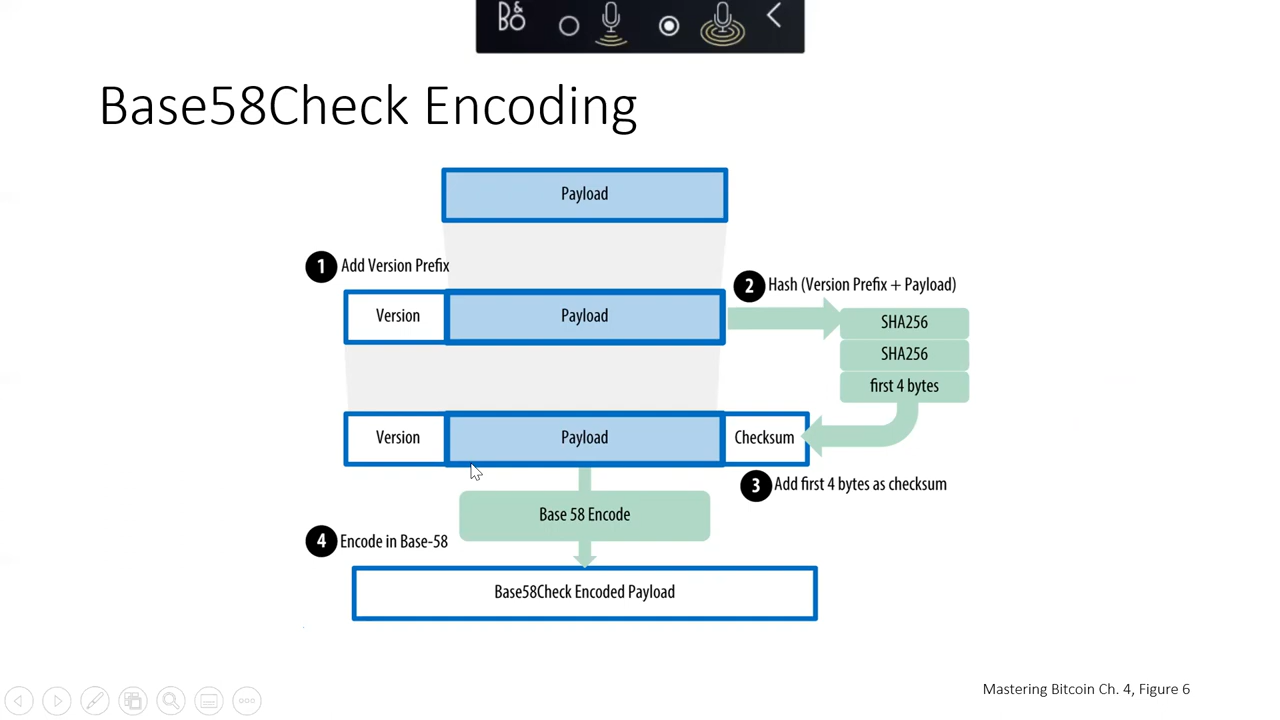 B&O
Base58Check Encoding
Payload
1 Add Version Prefix
2 Hash (Version Prefix + Payload)
Version
Payload
SHA256
SHA256
first 4 bytes
Version
Payload
Checksum
3 Add first 4 bytes as checksum
Base 58 Encode
4 Encode in Base-58
Base58Check Encoded Payload
Mastering Bitcoin Ch. 4, Figure 6